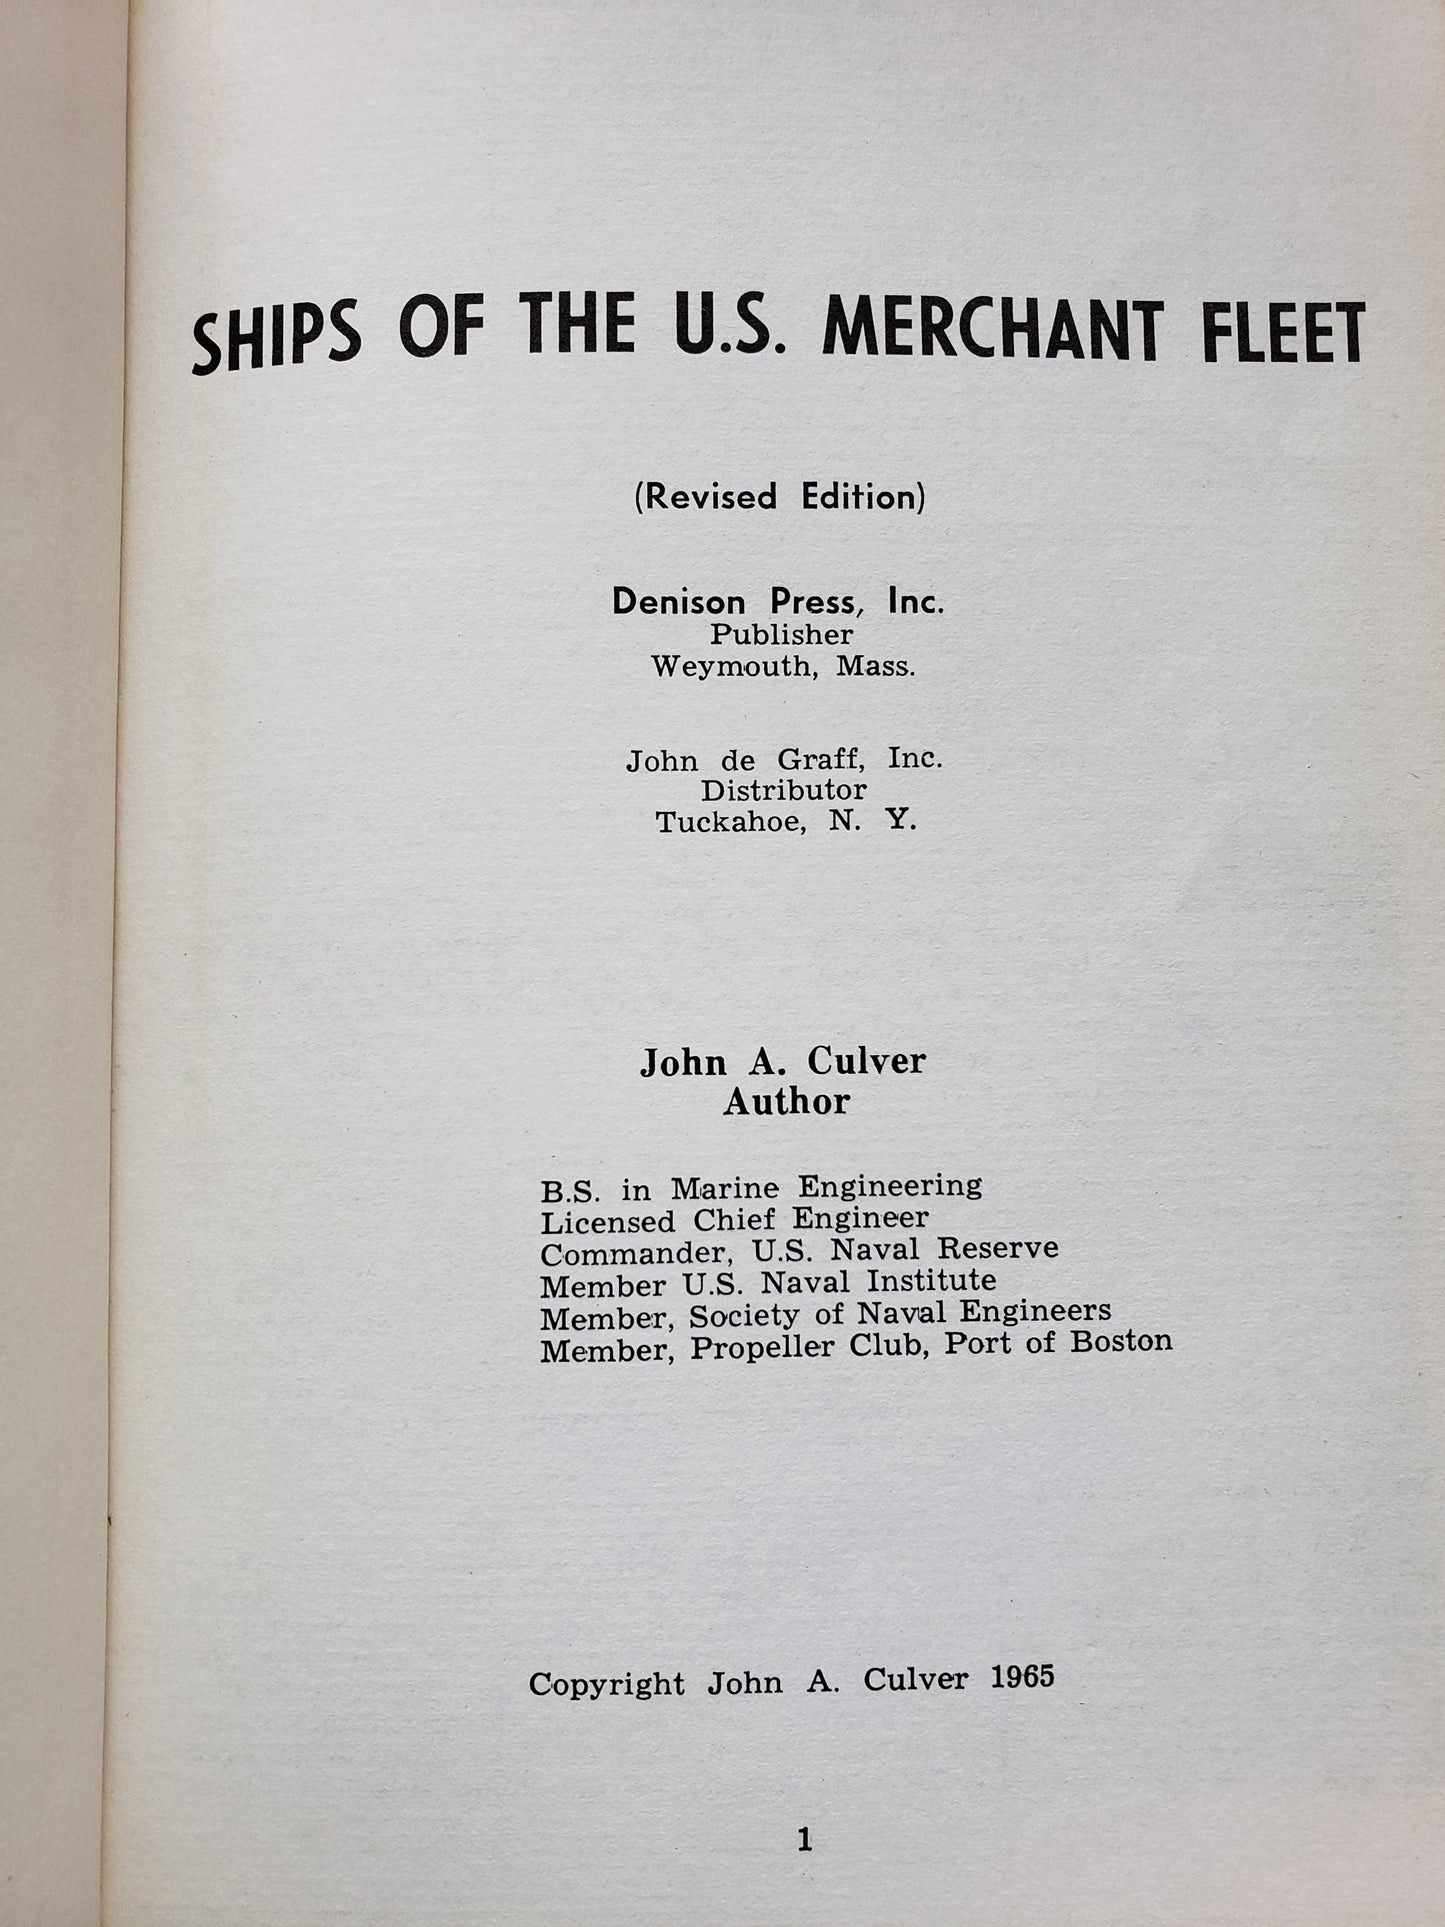 SHIPS OF THE U.S. MERCHANT FLEET
(Revised Edition)
Denison Press, Inc.
Publisher
Weymouth, Mass.
John de Graff, Inc.
Distributor
Tuckahoe, N. Y.
John A. Culver
Author
B.S. in Marine Engineering
Licensed Chief Engineer
Commander, U.S. Naval Reserve
Member U.S. Naval Institute
Member, Society of Naval Engineers
Member, Propeller Club, Port of Boston
Copyright John A. Culver 1965
1